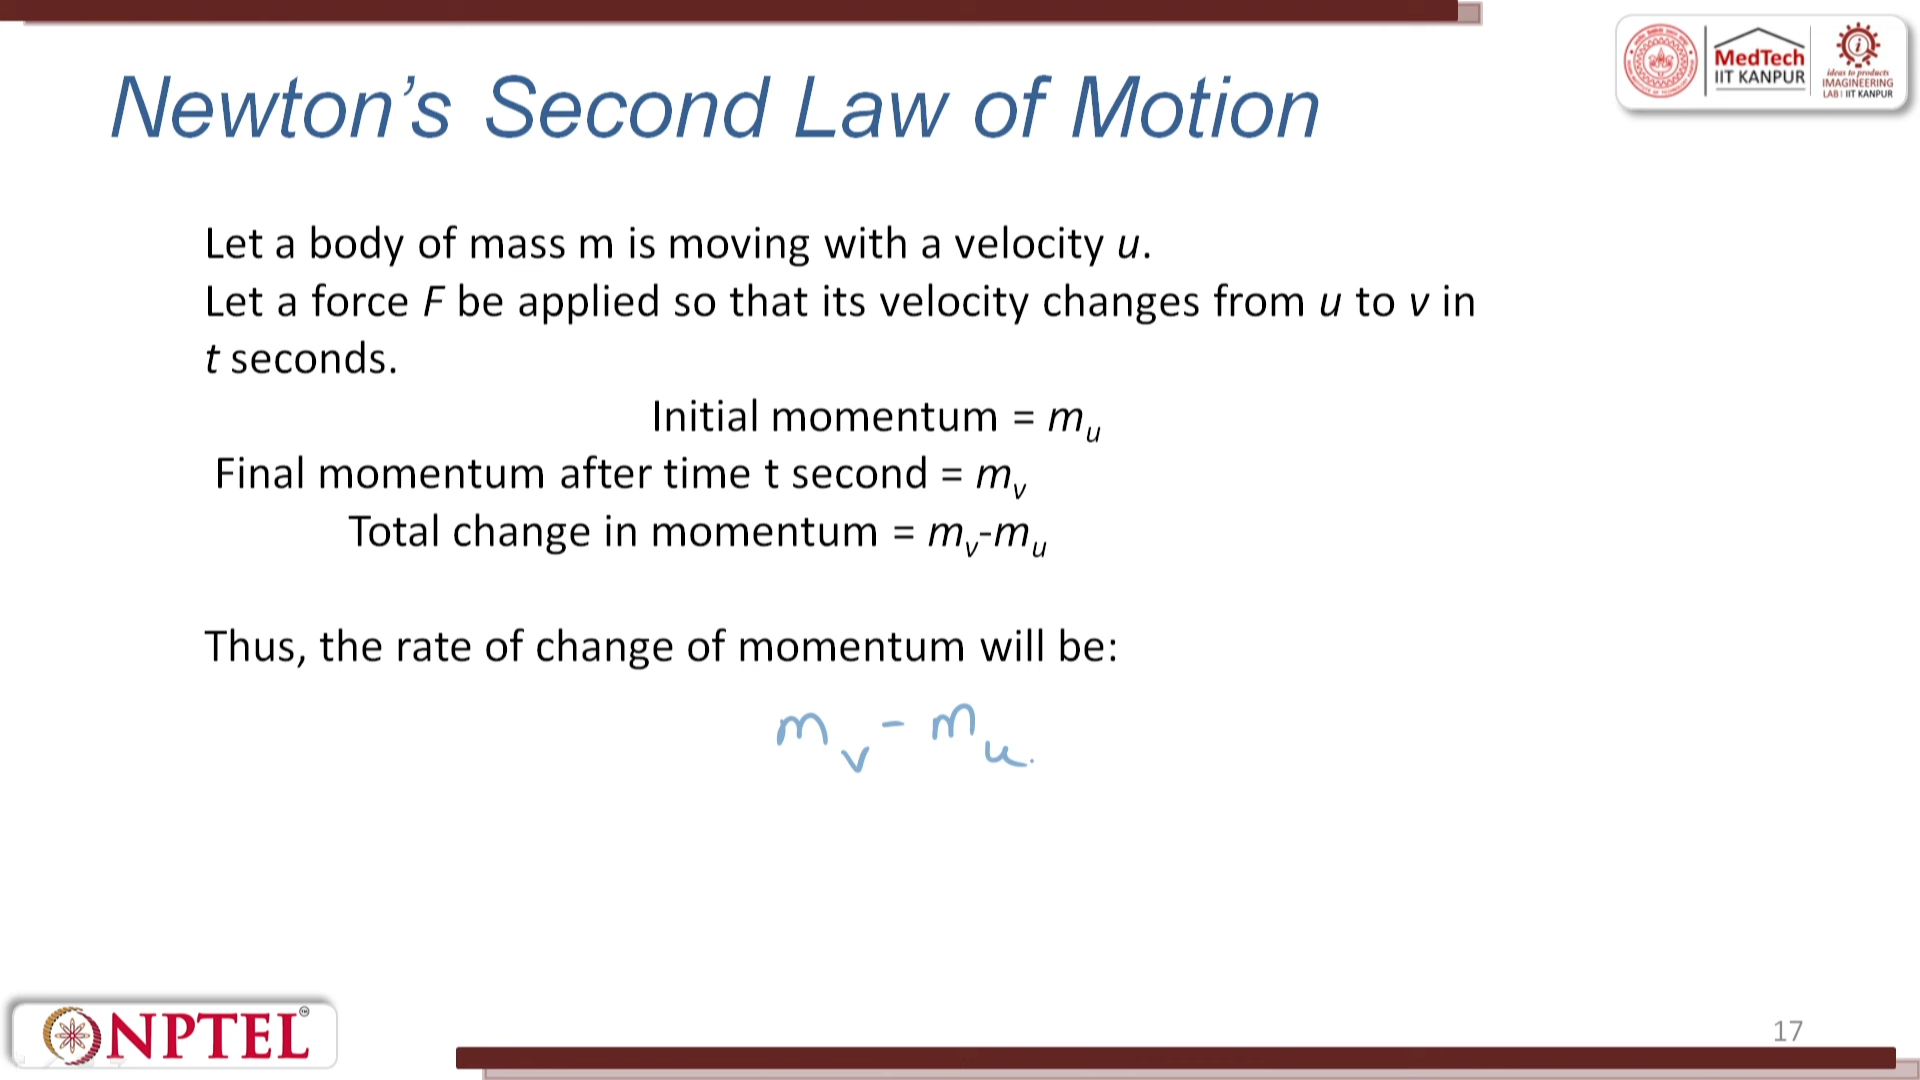 Newton’s Second Law of Motion
MedTech
IIT KANPUR
ideas to products
IMAGINEERING
LAB | IIT KANPUR
Let a body of mass m is moving with a velocity u.
Let a force F be applied so that its velocity changes from u to v in
t seconds.
Initial momentum = mu
Final momentum after time t second = mv
Total change in momentum = mv-mu
Thus, the rate of change of momentum will be:
mv - mu.
NPTEL
17